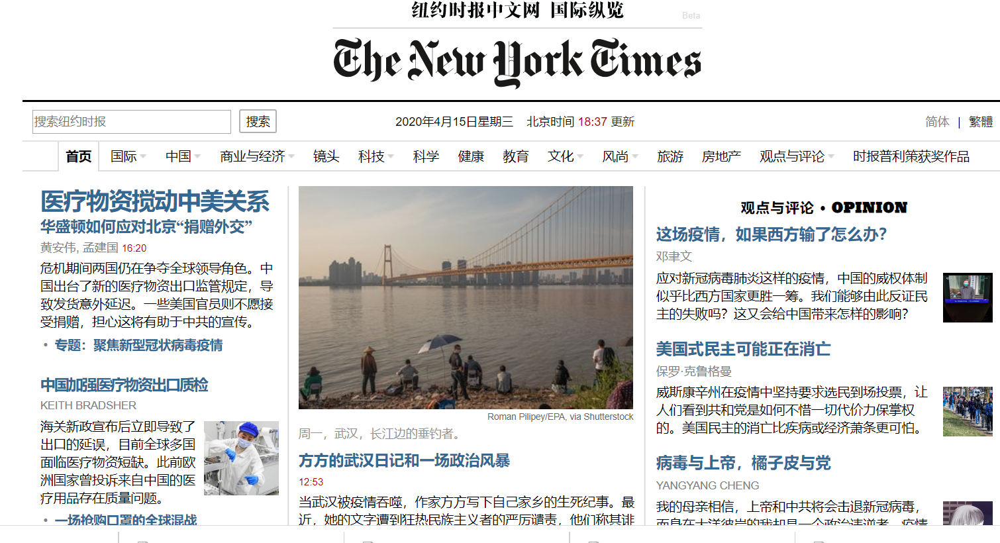 纽约时报中文网 国际纵览
Beta
The New York Times
搜索纽约时报
搜索
2020年4月15日星期三 北京时间 18:37 更新
简体 | 繁體
首页 国际 中国 商业与经济 镜头 科技 科学 健康 教育 文化 风尚 旅游 房地产 观点与评论 时报普利策获奖作品
医疗物资搅动中美关系
华盛顿如何应对北京“捐赠外交”
黄安伟, 孟建国 16:20
危机期间两国仍在争夺全球领导角色。中
国出台了新的医疗物资出口监管规定，导
致发货意外延迟。一些美国官员则不愿接
受捐赠，担心这将有助于中共的宣传。
• 专题：聚焦新型冠状病毒疫情
中国加强医疗物资出口质检
KEITH BRADSHER
海关新政宣布后立即导致了
出口的延误，目前全球多国
面临医疗物资短缺。此前欧
洲国家曾投诉来自中国的医
疗用品存在质量问题。
• 一场抢购口罩的全球混战
Roman Pilipey/EPA, via Shutterstock
周一，武汉，长江边的垂钓者。
方方的武汉日记和一场政治风暴
12:53
当武汉被疫情吞噬，作家方方写下自己家乡的生死纪事。最
近，她的文字遭到狂热民族主义者的严厉谴责，他们称其诽
观点与评论 • OPINION
这场疫情，如果西方输了怎么办？
邓聿文
应对新冠病毒肺炎这样的疫情，中国的威权体制
似乎比西方国家更胜一筹。我们能够由此反证民
主的失败吗？这又会给中国带来怎样的影响？
美国式民主可能正在消亡
保罗·克鲁格曼
威斯康辛州在疫情中坚持要求选民到场投票，让
人们看到共和党是如何不惜一切代价力保掌权
的。美国民主的消亡比疾病或经济萧条更可怕。
病毒与上帝，橘子皮与党
YANGYANG CHENG
我的母亲相信，上帝和中共将会击退新冠病毒，
而身在大洋彼岸的我却是一个政治违逆者。疫情